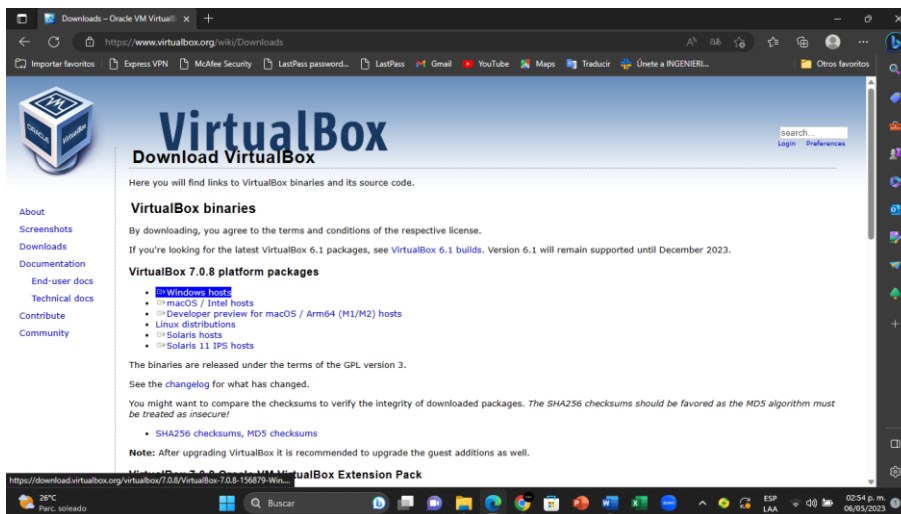 Downloads – Oracle VM Virtual
https://www.virtualbox.org/wiki/Downloads
Importar favoritos
Express VPN
McAfee Security
LastPass password...
LastPass
Gmail
YouTube
Maps
Traducir
Únete a INGENIERI...
Otros favoritos
ORACLE
VirtualBox
VirtualBox
search...
Login Preferences
Download VirtualBox
Here you will find links to VirtualBox binaries and its source code.
About
Screenshots
Downloads
Documentation
End-user docs
Technical docs
Contribute
Community
VirtualBox binaries
By downloading, you agree to the terms and conditions of the respective license.
If you're looking for the latest VirtualBox 6.1 packages, see VirtualBox 6.1 builds. Version 6.1 will remain supported until December 2023.
VirtualBox 7.0.8 platform packages
Windows hosts
macOS / Intel hosts
Developer preview for macOS / Arm64 (M1/M2) hosts
Linux distributions
Solaris hosts
Solaris 11 IPS hosts
The binaries are released under the terms of the GPL version 3.
See the changelog for what has changed.
You might want to compare the checksums to verify the integrity of downloaded packages. The SHA256 checksums should be favored as the MD5 algorithm must
be treated as insecure!
SHA256 checksums, MD5 checksums
Note: After upgrading VirtualBox it is recommended to upgrade the guest additions as well.
VirtualBox 7.0.8 Oracle VM VirtualBox Extension Pack
https://download.virtualbox.org/virtualbox/7.0.8/VirtualBox-7.0.8-156879-Win....
26°C
Parc. soleado
Buscar
ESP
LAA
02:54 p. m.
06/05/2023